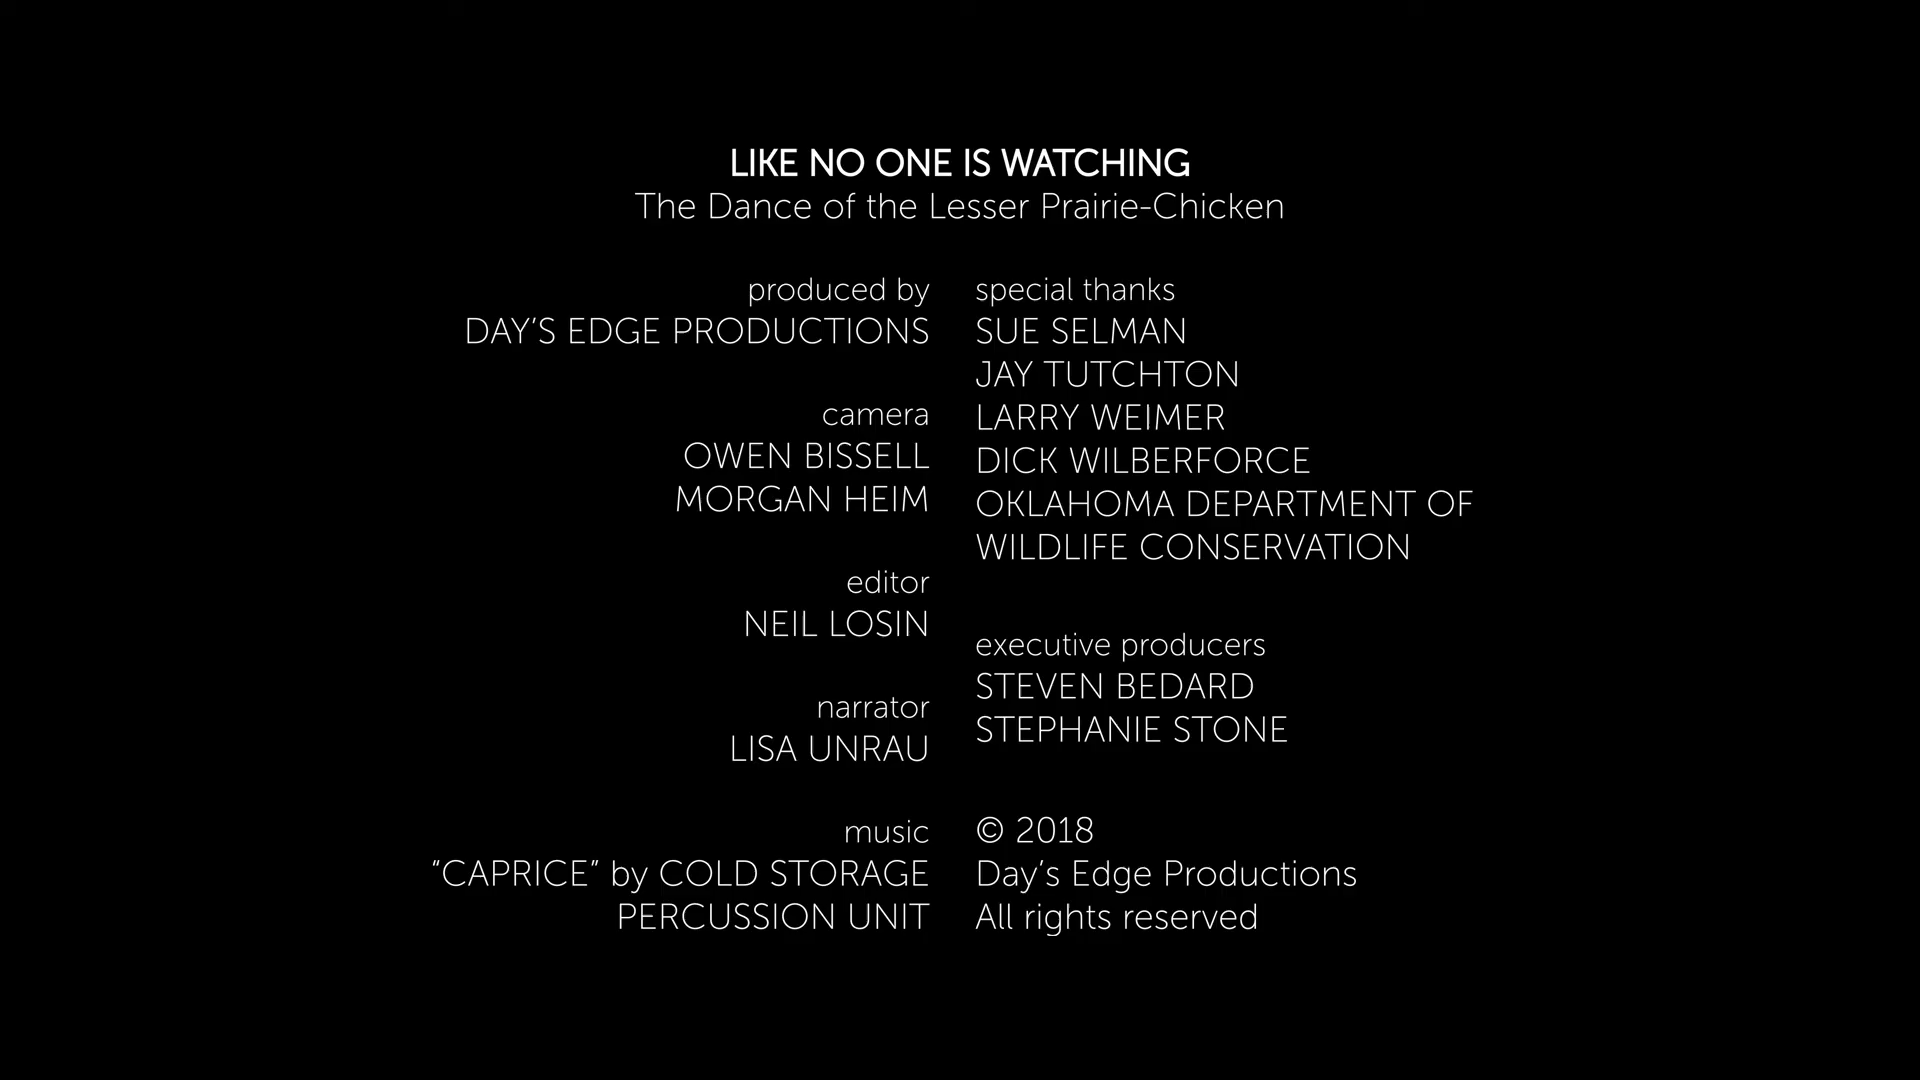 LIKE NO ONE IS WATCHING
The Dance of the Lesser Prairie-Chicken
produced by
DAY’S EDGE PRODUCTIONS
camera
OWEN BISSELL
MORGAN HEIM
editor
NEIL LOSIN
narrator
LISA UNRAU
music
“CAPRICE” by COLD STORAGE
PERCUSSION UNIT
special thanks
SUE SELMAN
JAY TUTCHTON
LARRY WEIMER
DICK WILBERFORCE
OKLAHOMA DEPARTMENT OF
WILDLIFE CONSERVATION
executive producers
STEVEN BEDARD
STEPHANIE STONE
© 2018
Day’s Edge Productions
All rights reserved